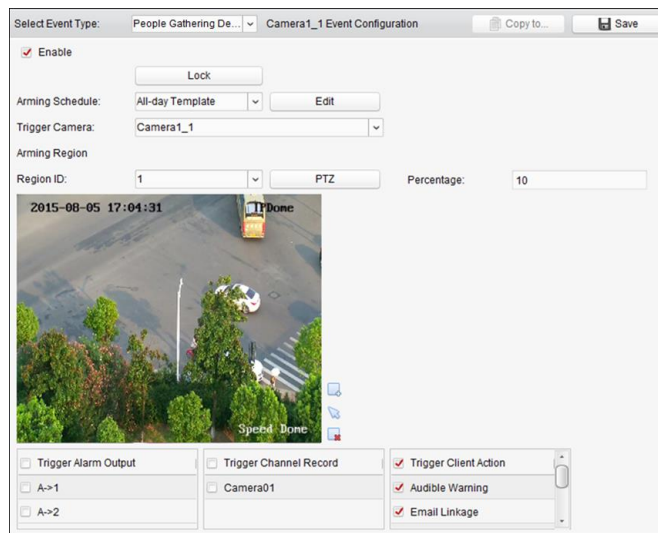 Select Event Type: People Gathering De... Camera1_1 Event Configuration Copy to... Save
Enable
Lock
Arming Schedule: All-day Template Edit
Trigger Camera: Camera1_1
Arming Region
Region ID: 1 PTZ Percentage: 10
2015-08-05 17:04:31 IPDome
Speed Dome
Trigger Alarm Output Trigger Channel Record Trigger Client Action
A->1 Camera01 Audible Warning
A->2 Email Linkage